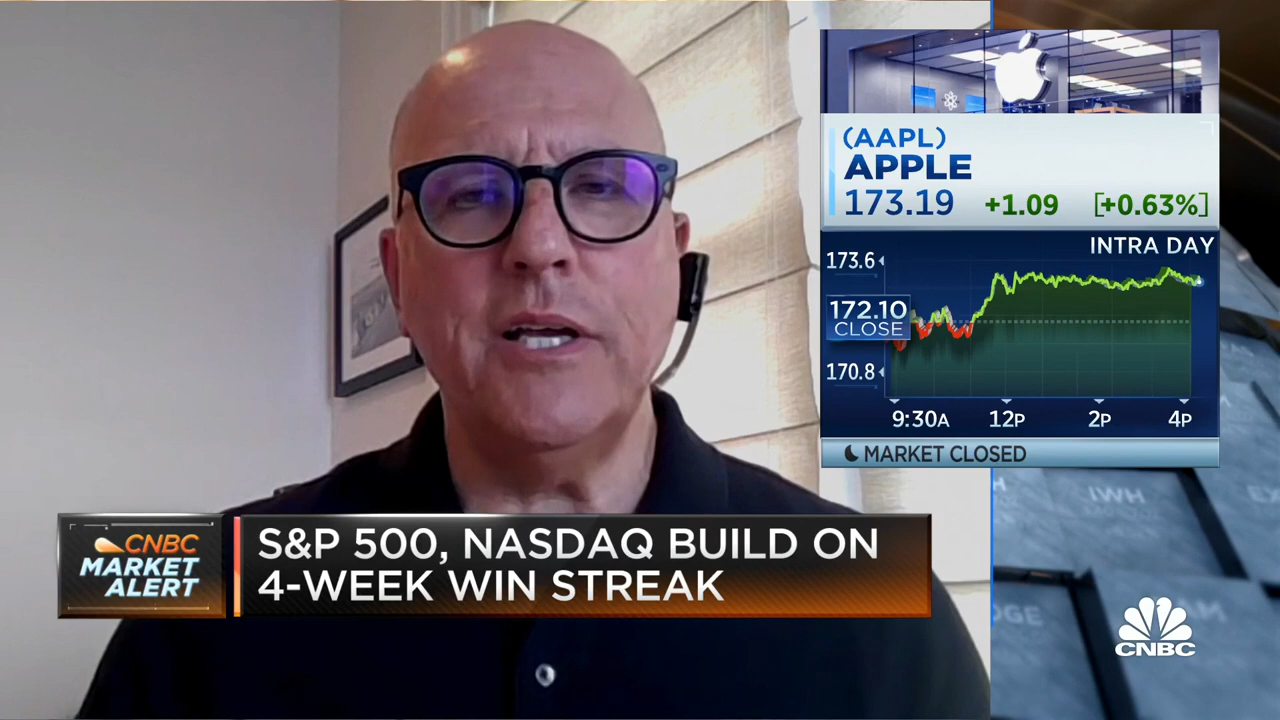 (AAPL)
APPLE
173.19 +1.09 [+0.63%]
INTRA DAY
173.6
172.10
CLOSE
170.8
9:30A 12P 2P 4P
MARKET CLOSED
CNBC
MARKET
ALERT
S&P 500, NASDAQ BUILD ON
4-WEEK WIN STREAK
IWH
CNBC